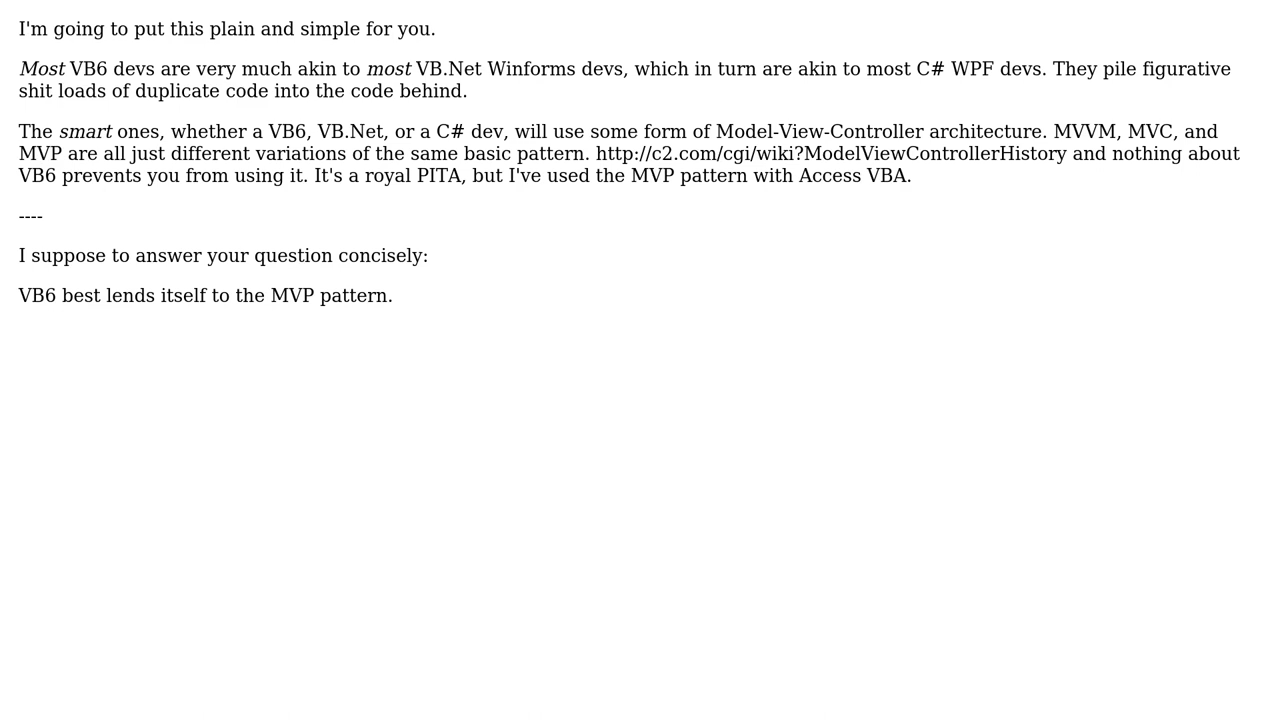 I'm going to put this plain and simple for you.
Most VB6 devs are very much akin to most VB.Net Winforms devs, which in turn are akin to most C# WPF devs. They pile figurative
shit loads of duplicate code into the code behind.
The smart ones, whether a VB6, VB.Net, or a C# dev, will use some form of Model-View-Controller architecture. MVVM, MVC, and
MVP are all just different variations of the same basic pattern. http://c2.com/cgi/wiki?ModelViewControllerHistory and nothing about
VB6 prevents you from using it. It's a royal PITA, but I've used the MVP pattern with Access VBA.
----
I suppose to answer your question concisely:
VB6 best lends itself to the MVP pattern.